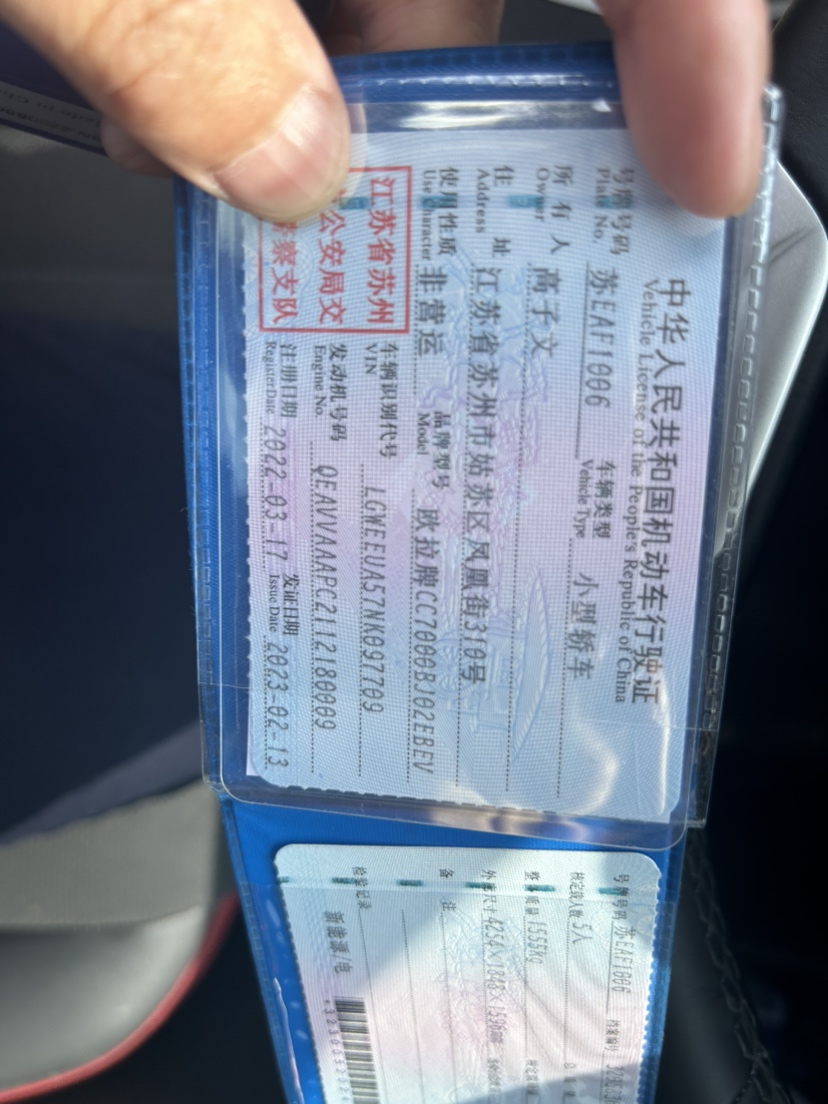 中华人民共和国机动车行驶证
Vehicle License of the People's Republic of China
号牌号码 苏EAF1006 车辆类型 小型轿车
Plate No. Vehicle Type
所有人 高子文
Owner
住址 江苏省苏州市姑苏区凤凰街310号
Address
使用性质 非营运 品牌型号 欧拉牌CC7000BJ02EBEV
Use Character Model
江苏省苏州
公安局交
察支队
车辆识别代号 LGWEEUA57NK097709
VIN
发动机号码 QEAVVAAAPC2112180009
Engine No.
注册日期 2022-03-17 发证日期 2023-02-13
Register Date Issue Date
号牌号码 苏EAF1006 档案编号
核定载人数 5人
整备质量 1555kg
外廓尺寸 4254×1848×1596mm
备注
检验记录 新能源/电